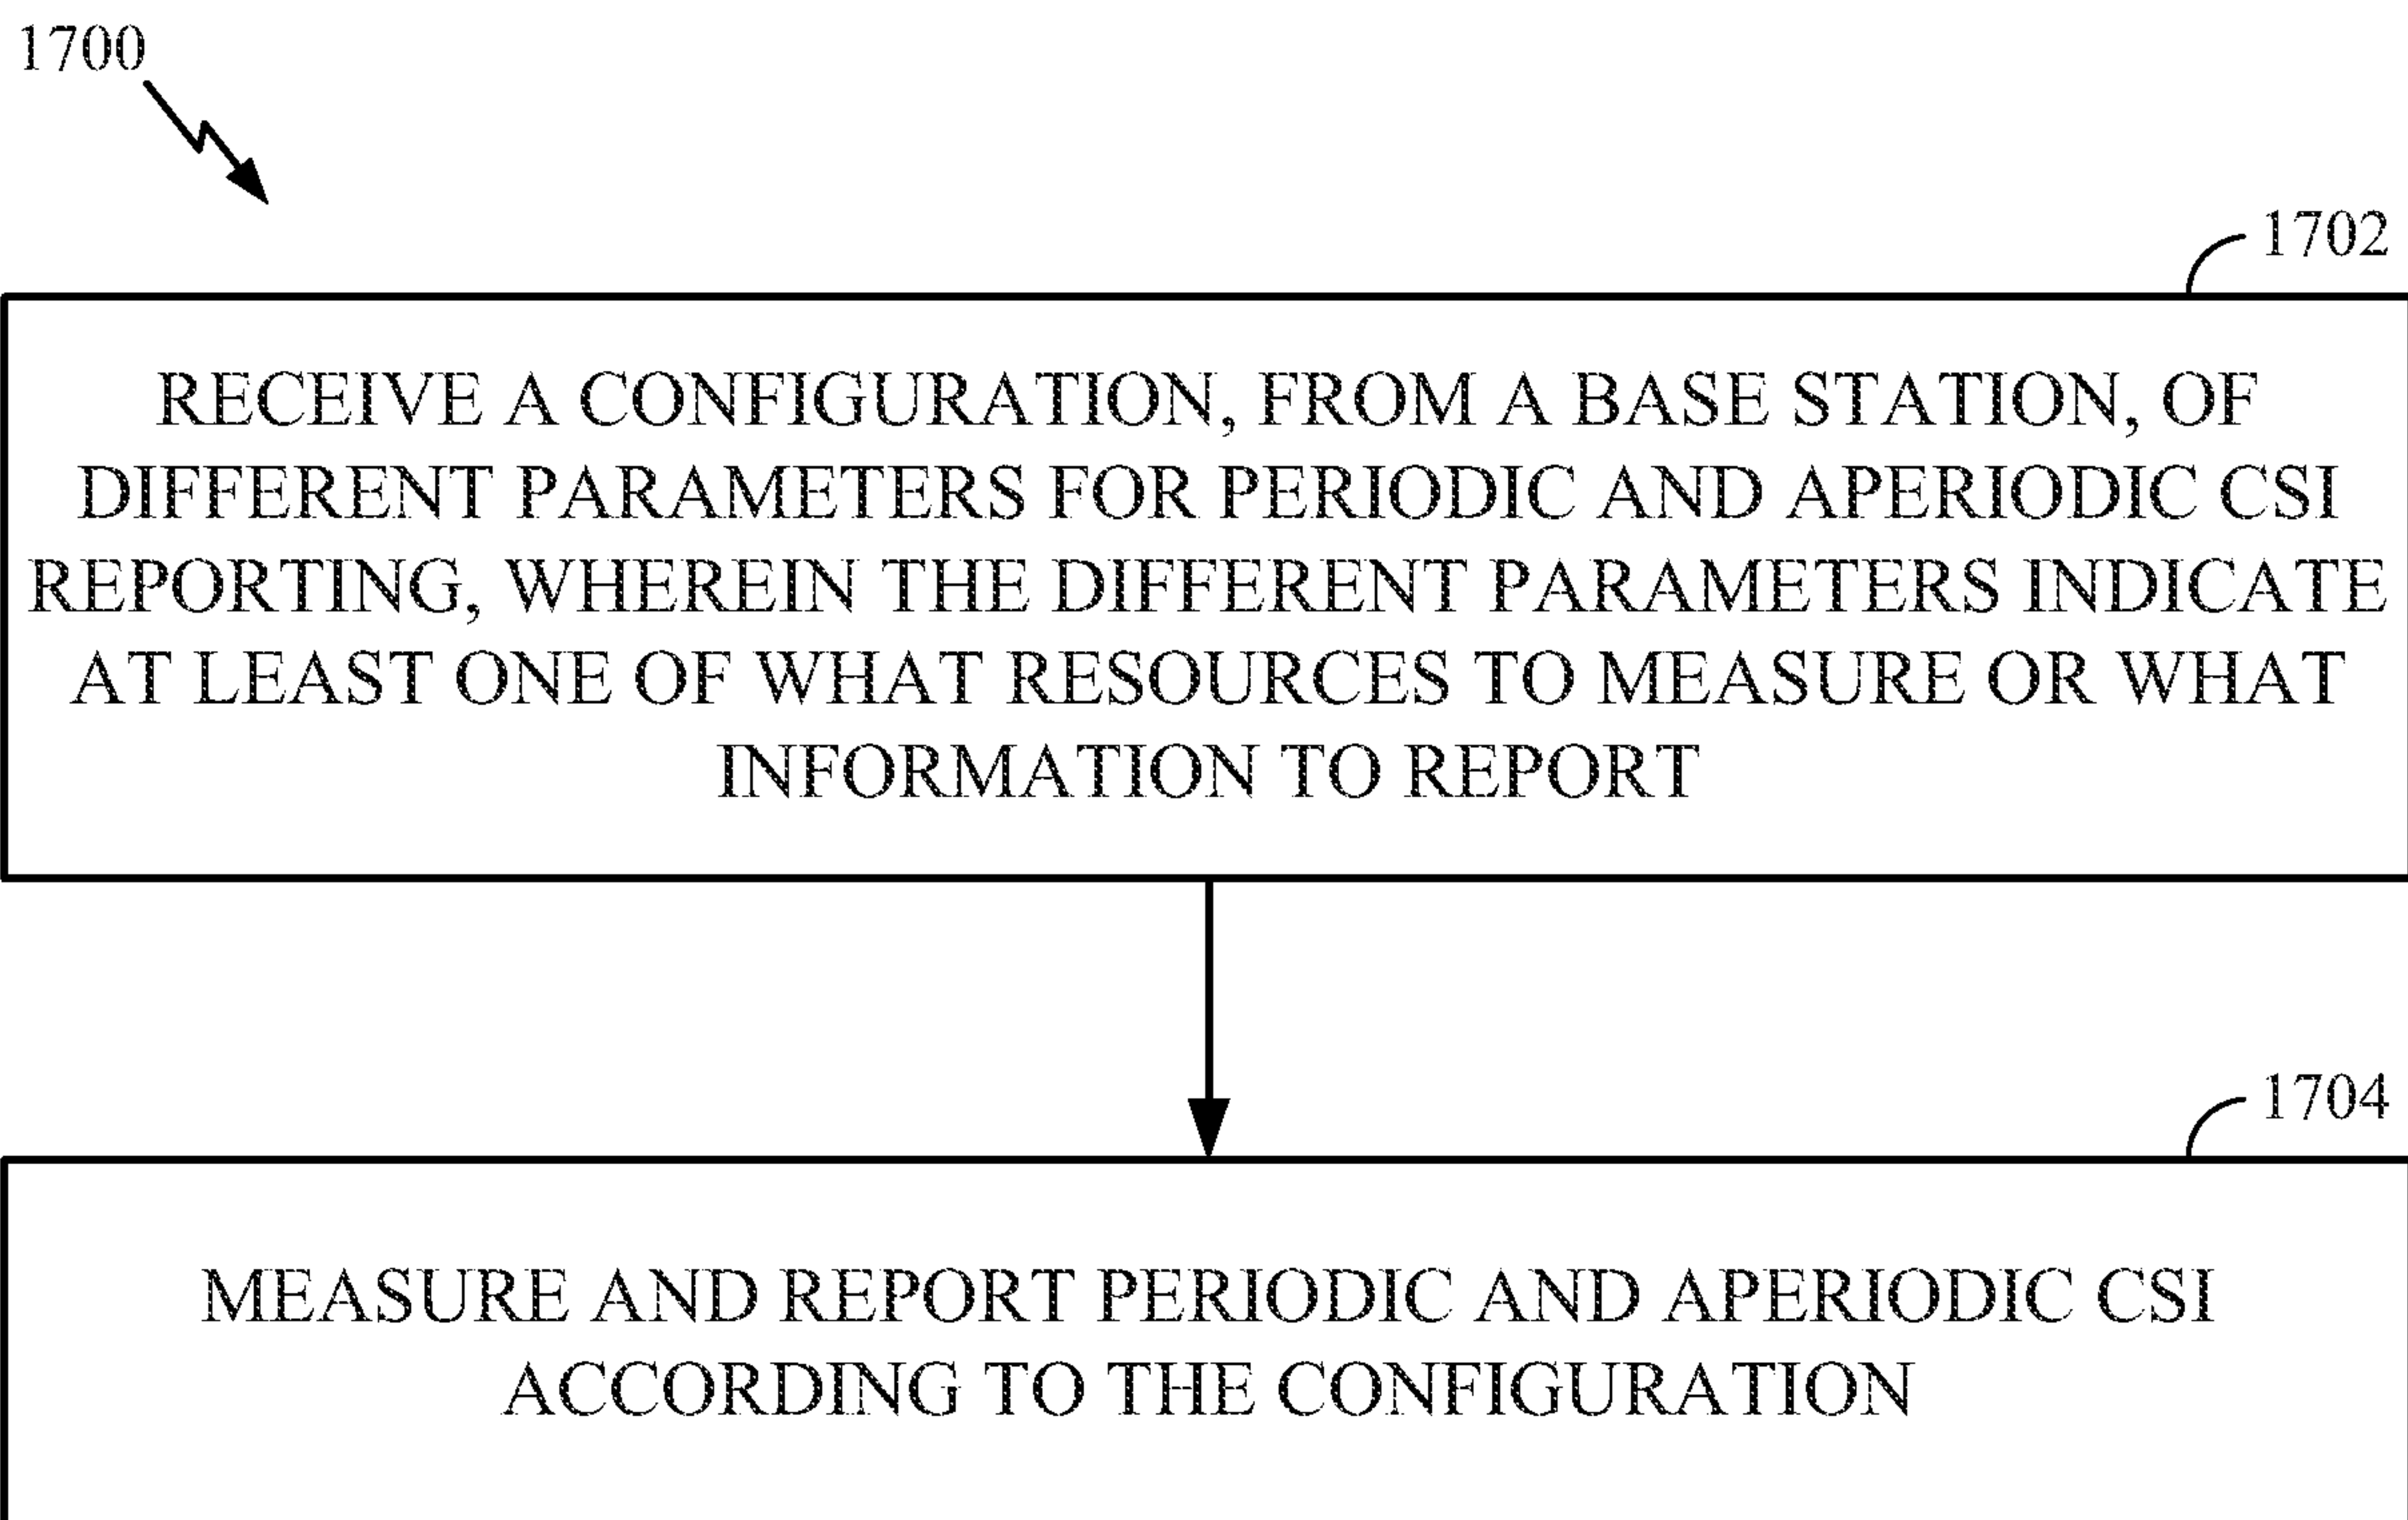 1700
1702
RECEIVE A CONFIGURATION, FROM A BASE STATION, OF
DIFFERENT PARAMETERS FOR PERIODIC AND APERIODIC CSI
REPORTING, WHEREIN THE DIFFERENT PARAMETERS INDICATE
AT LEAST ONE OF WHAT RESOURCES TO MEASURE OR WHAT
INFORMATION TO REPORT
1704
MEASURE AND REPORT PERIODIC AND APERIODIC CSI
ACCORDING TO THE CONFIGURATION